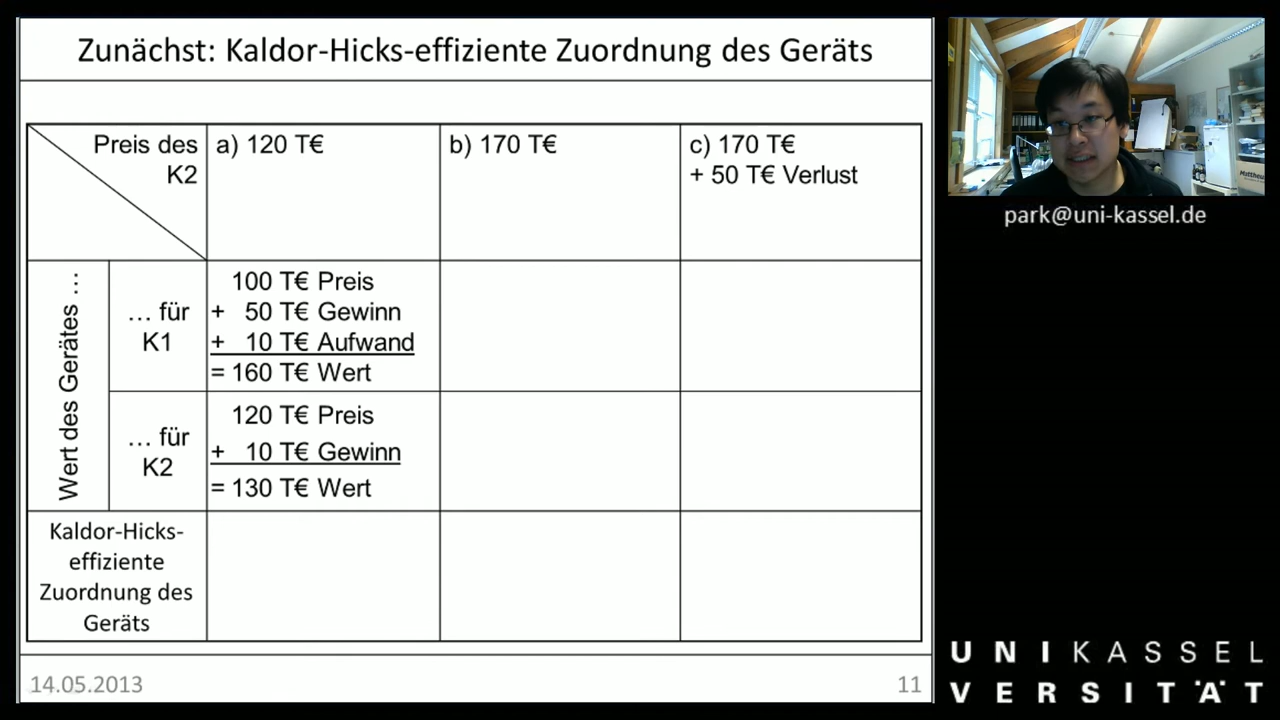 Zunächst: Kaldor-Hicks-effiziente Zuordnung des Geräts
Preis des
K2
a) 120 T€
b) 170 T€
c) 170 T€
+ 50 T€ Verlust
Wert des Gerätes …
… für
K1
100 T€ Preis
+ 50 T€ Gewinn
+ 10 T€ Aufwand
= 160 T€ Wert
… für
K2
120 T€ Preis
+ 10 T€ Gewinn
= 130 T€ Wert
Kaldor-Hicks-
effiziente
Zuordnung des
Geräts
14.05.2013
11
park@uni-kassel.de
UNIKASSEL
VERSITÄT